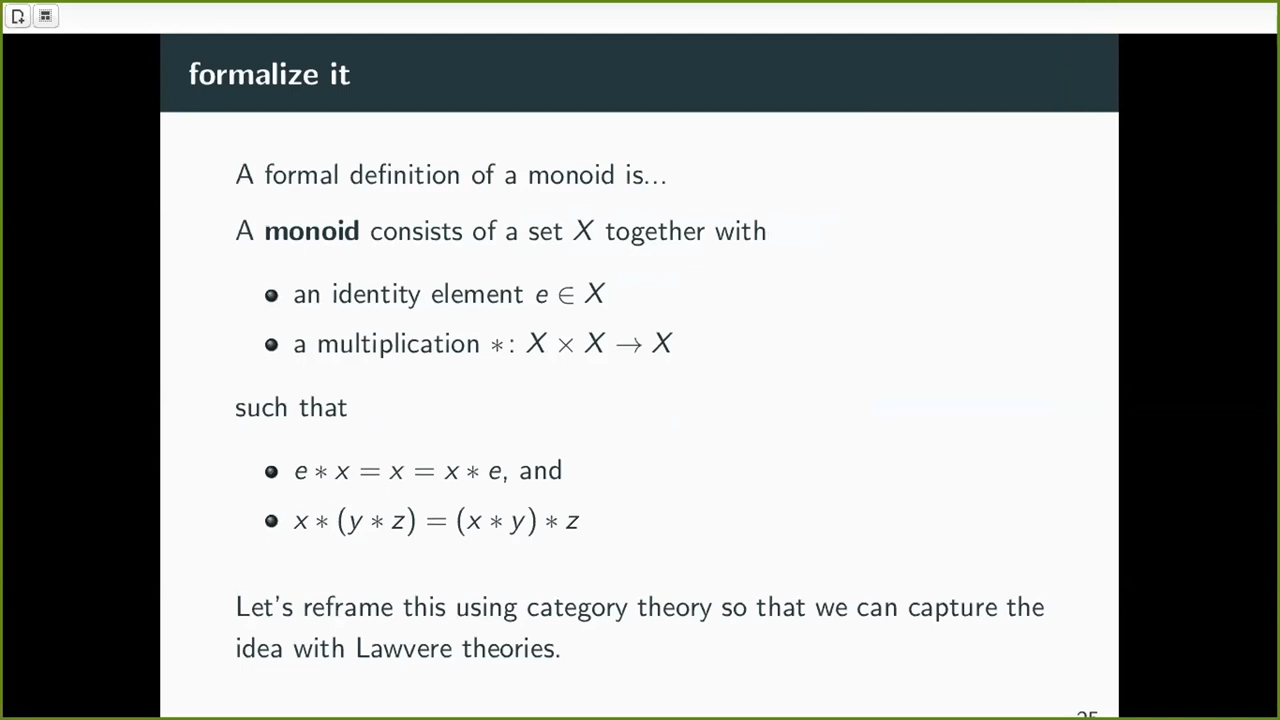 formalize it
A formal definition of a monoid is...
A monoid consists of a set X together with
• an identity element e ∈ X
• a multiplication ∗: X × X → X
such that
• e ∗ x = x = x ∗ e, and
• x ∗ (y ∗ z) = (x ∗ y) ∗ z
Let's reframe this using category theory so that we can capture the
idea with Lawvere theories.